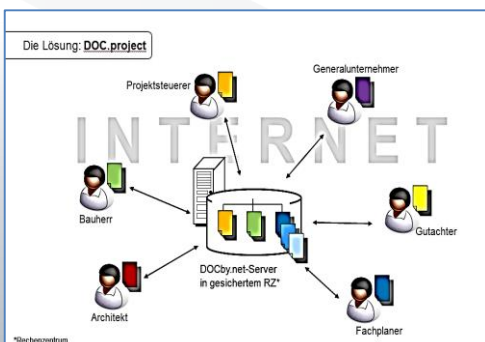 Die Lösung: DOC.project
Generalunternehmer
Projektsteuerer
INTERNET
Bauherr
Gutachter
DOCby.net-Server
in gesichertem RZ*
Architekt
Fachplaner
*Rechenzentrum